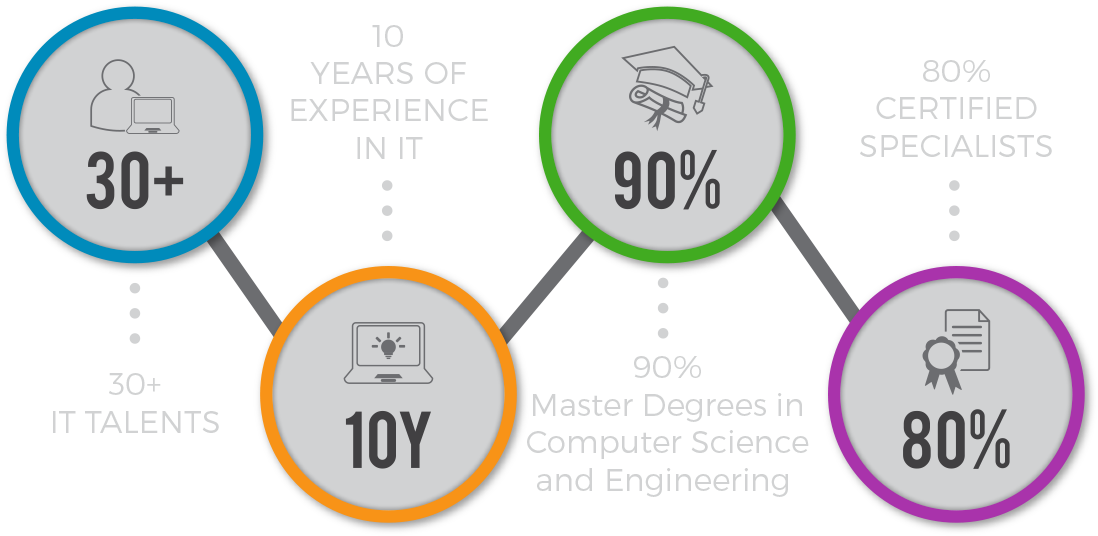 30+
30+
IT TALENTS
10
YEARS OF
EXPERIENCE
IN IT
10Y
90%
90%
Master Degrees in
Computer Science
and Engineering
80%
CERTIFIED
SPECIALISTS
80%